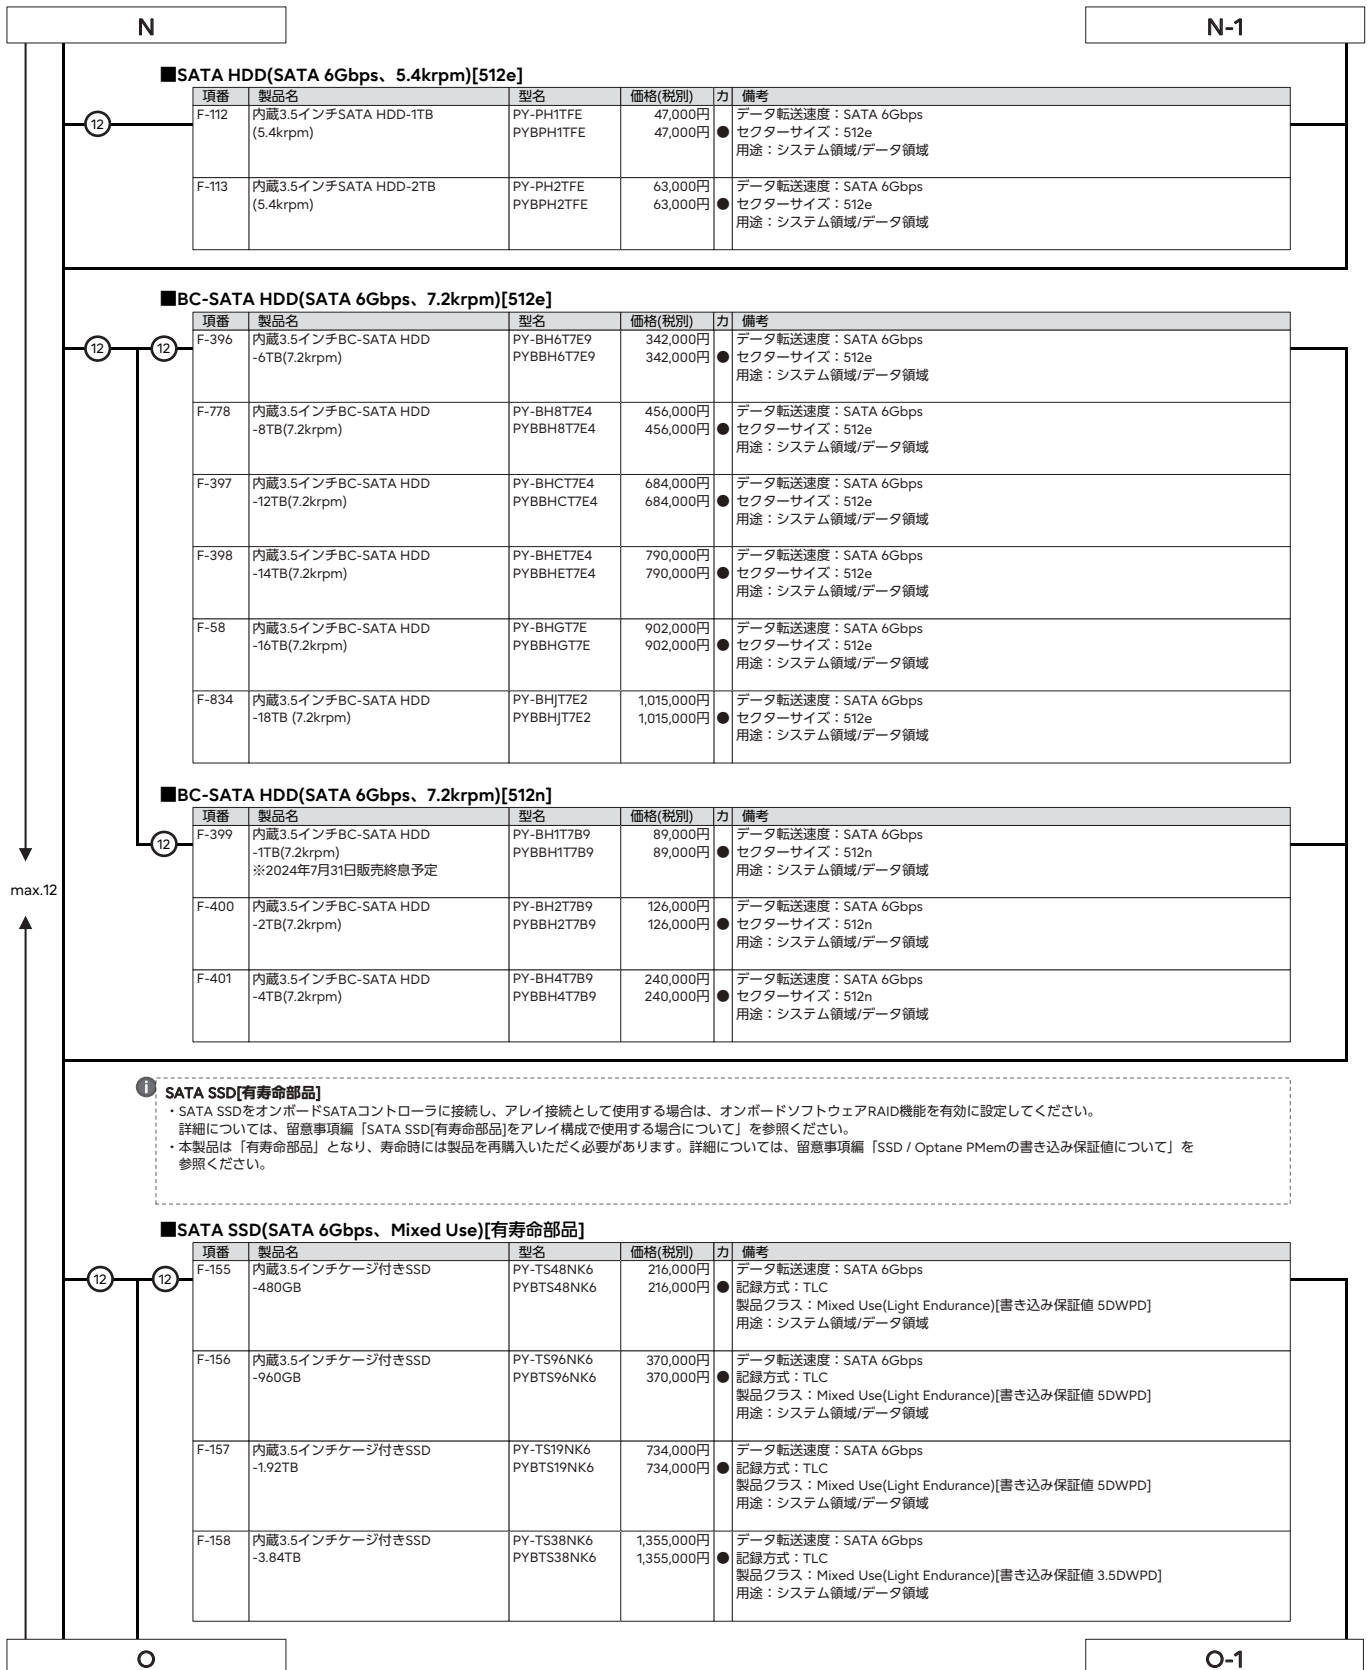 N
N-1
■SATA HDD(SATA 6Gbps、5.4krpm)[512e]
項番 製品名 型名 価格(税別) カ 備考
F-112 内蔵3.5インチSATA HDD-1TB PY-PH1TFE 47,000円 データ転送速度：SATA 6Gbps
12 (5.4krpm) PYBPH1TFE 47,000円 ● セクターサイズ：512e
用途：システム領域/データ領域
F-113 内蔵3.5インチSATA HDD-2TB PY-PH2TFE 63,000円 データ転送速度：SATA 6Gbps
(5.4krpm) PYBPH2TFE 63,000円 ● セクターサイズ：512e
用途：システム領域/データ領域
■BC-SATA HDD(SATA 6Gbps、7.2krpm)[512e]
項番 製品名 型名 価格(税別) カ 備考
F-396 内蔵3.5インチBC-SATA HDD PY-BH6T7E9 342,000円 データ転送速度：SATA 6Gbps
12 12 -6TB(7.2krpm) PYBBH6T7E9 342,000円 ● セクターサイズ：512e
用途：システム領域/データ領域
F-778 内蔵3.5インチBC-SATA HDD PY-BH8T7E4 456,000円 データ転送速度：SATA 6Gbps
-8TB(7.2krpm) PYBBH8T7E4 456,000円 ● セクターサイズ：512e
用途：システム領域/データ領域
F-397 内蔵3.5インチBC-SATA HDD PY-BHCT7E4 684,000円 データ転送速度：SATA 6Gbps
-12TB(7.2krpm) PYBBHCT7E4 684,000円 ● セクターサイズ：512e
用途：システム領域/データ領域
F-398 内蔵3.5インチBC-SATA HDD PY-BHET7E4 790,000円 データ転送速度：SATA 6Gbps
-14TB(7.2krpm) PYBBHET7E4 790,000円 ● セクターサイズ：512e
用途：システム領域/データ領域
F-58 内蔵3.5インチBC-SATA HDD PY-BHGT7E 902,000円 データ転送速度：SATA 6Gbps
-16TB(7.2krpm) PYBBHGT7E 902,000円 ● セクターサイズ：512e
用途：システム領域/データ領域
F-834 内蔵3.5インチBC-SATA HDD PY-BHJT7E2 1,015,000円 データ転送速度：SATA 6Gbps
-18TB (7.2krpm) PYBBHJT7E2 1,015,000円 ● セクターサイズ：512e
用途：システム領域/データ領域
■BC-SATA HDD(SATA 6Gbps、7.2krpm)[512n]
項番 製品名 型名 価格(税別) カ 備考
F-399 内蔵3.5インチBC-SATA HDD PY-BH1T7B9 89,000円 データ転送速度：SATA 6Gbps
12 -1TB(7.2krpm) PYBBH1T7B9 89,000円 ● セクターサイズ：512n
※2024年7月31日販売終息予定 用途：システム領域/データ領域
max.12
F-400 内蔵3.5インチBC-SATA HDD PY-BH2T7B9 126,000円 データ転送速度：SATA 6Gbps
-2TB(7.2krpm) PYBBH2T7B9 126,000円 ● セクターサイズ：512n
用途：システム領域/データ領域
F-401 内蔵3.5インチBC-SATA HDD PY-BH4T7B9 240,000円 データ転送速度：SATA 6Gbps
-4TB(7.2krpm) PYBBH4T7B9 240,000円 ● セクターサイズ：512n
用途：システム領域/データ領域
i SATA SSD[有寿命部品]
・SATA SSDをオンボードSATAコントローラに接続し、アレイ接続として使用する場合は、オンボードソフトウェアRAID機能を有効に設定してください。
詳細については、留意事項編「SATA SSD[有寿命部品]をアレイ構成で使用する場合について」を参照ください。
・本製品は「有寿命部品」となり、寿命時には製品を再購入いただく必要があります。詳細については、留意事項編「SSD / Optane PMemの書き込み保証値について」を
参照ください。
■SATA SSD(SATA 6Gbps、Mixed Use)[有寿命部品]
項番 製品名 型名 価格(税別) カ 備考
F-155 内蔵3.5インチケージ付きSSD PY-TS48NK6 216,000円 データ転送速度：SATA 6Gbps
12 12 -480GB PYBTS48NK6 216,000円 ● 記録方式：TLC
製品クラス：Mixed Use(Light Endurance)[書き込み保証値 5DWPD]
用途：システム領域/データ領域
F-156 内蔵3.5インチケージ付きSSD PY-TS96NK6 370,000円 データ転送速度：SATA 6Gbps
-960GB PYBTS96NK6 370,000円 ● 記録方式：TLC
製品クラス：Mixed Use(Light Endurance)[書き込み保証値 5DWPD]
用途：システム領域/データ領域
F-157 内蔵3.5インチケージ付きSSD PY-TS19NK6 734,000円 データ転送速度：SATA 6Gbps
-1.92TB PYBTS19NK6 734,000円 ● 記録方式：TLC
製品クラス：Mixed Use(Light Endurance)[書き込み保証値 5DWPD]
用途：システム領域/データ領域
F-158 内蔵3.5インチケージ付きSSD PY-TS38NK6 1,355,000円 データ転送速度：SATA 6Gbps
-3.84TB PYBTS38NK6 1,355,000円 ● 記録方式：TLC
製品クラス：Mixed Use(Light Endurance)[書き込み保証値 3.5DWPD]
用途：システム領域/データ領域
O
O-1